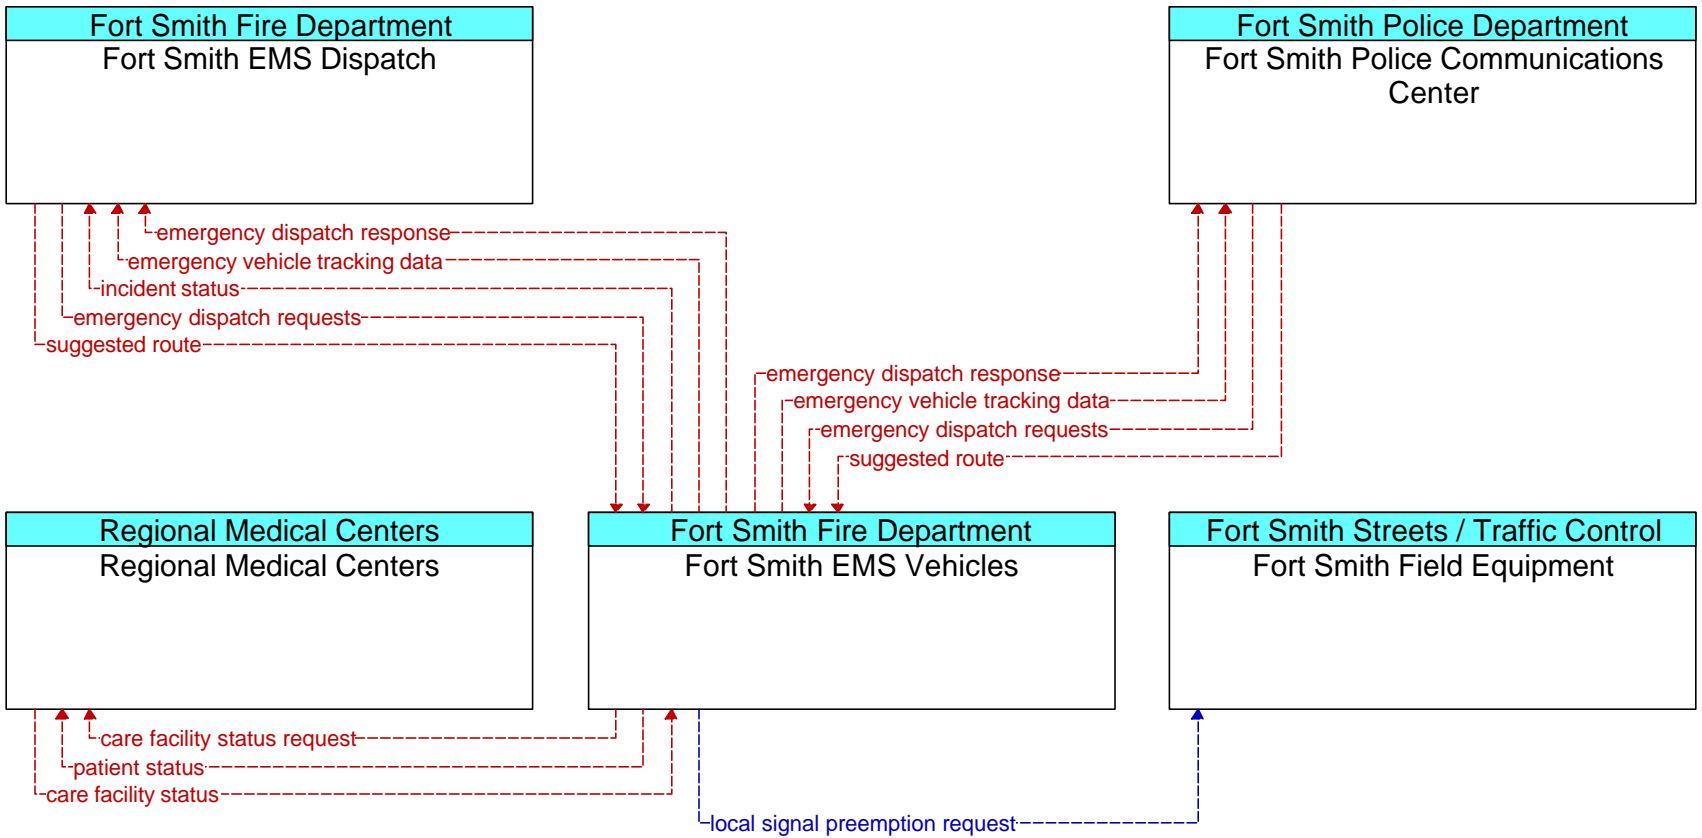 Fort Smith Fire Department
Fort Smith EMS Dispatch
Fort Smith Police Department
Fort Smith Police Communications
Center
emergency dispatch response
emergency vehicle tracking data
incident status
emergency dispatch requests
suggested route
emergency dispatch response
emergency vehicle tracking data
emergency dispatch requests
suggested route
Regional Medical Centers
Regional Medical Centers
Fort Smith Fire Department
Fort Smith EMS Vehicles
Fort Smith Streets / Traffic Control
Fort Smith Field Equipment
care facility status request
patient status
care facility status
local signal preemption request